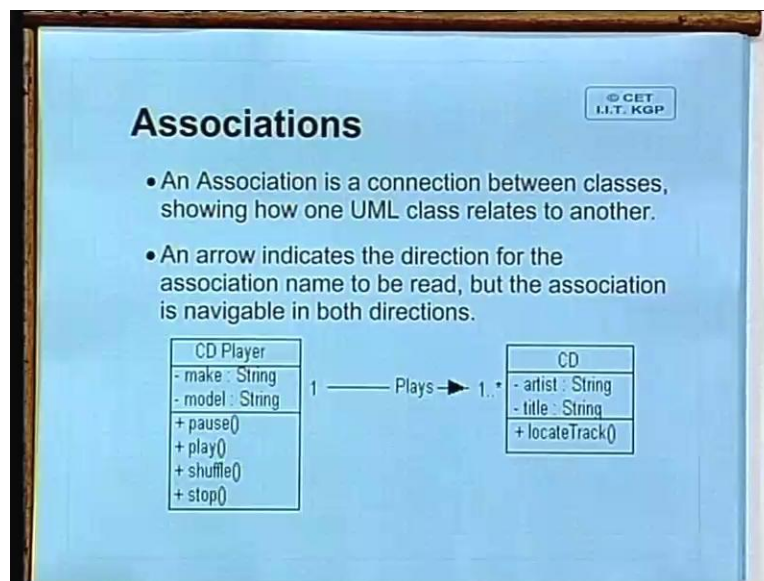 © CET
I.I.T. KGP
Associations
• An Association is a connection between classes,
showing how one UML class relates to another.
• An arrow indicates the direction for the
association name to be read, but the association
is navigable in both directions.
CD Player
- make : String
- model : String
+ pause()
+ play()
+ shuffle()
+ stop()
1
Plays
1..*
CD
- artist : String
- title : String
+ locateTrack()